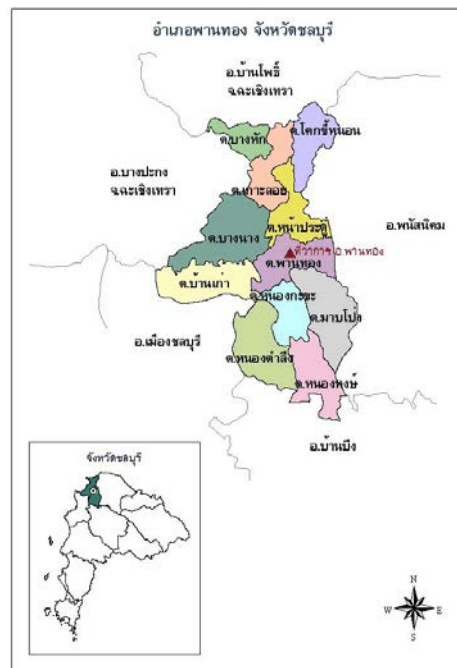 อำเภอพานทอง จังหวัดชลบุรี
อ.บ้านโพธิ์
จ.ฉะเชิงเทรา
ต.โคกขี้หนอน
ต.บางหัก
อ.บางปะกง
จ.ฉะเชิงเทรา
ต.เกาะลอย
ต.หน้าประดู่
อ.พนัสนิคม
ต.บางนาง
ที่ว่าการ อ.พานทอง
ต.พานทอง
ต.บ้านเก่า
ต.หนองกะขะ
ต.มาบโป่ง
อ.เมืองชลบุรี
ต.หนองตำลึง
ต.หนองหงษ์
อ.บ้านบึง
จังหวัดชลบุรี
N
W E
S